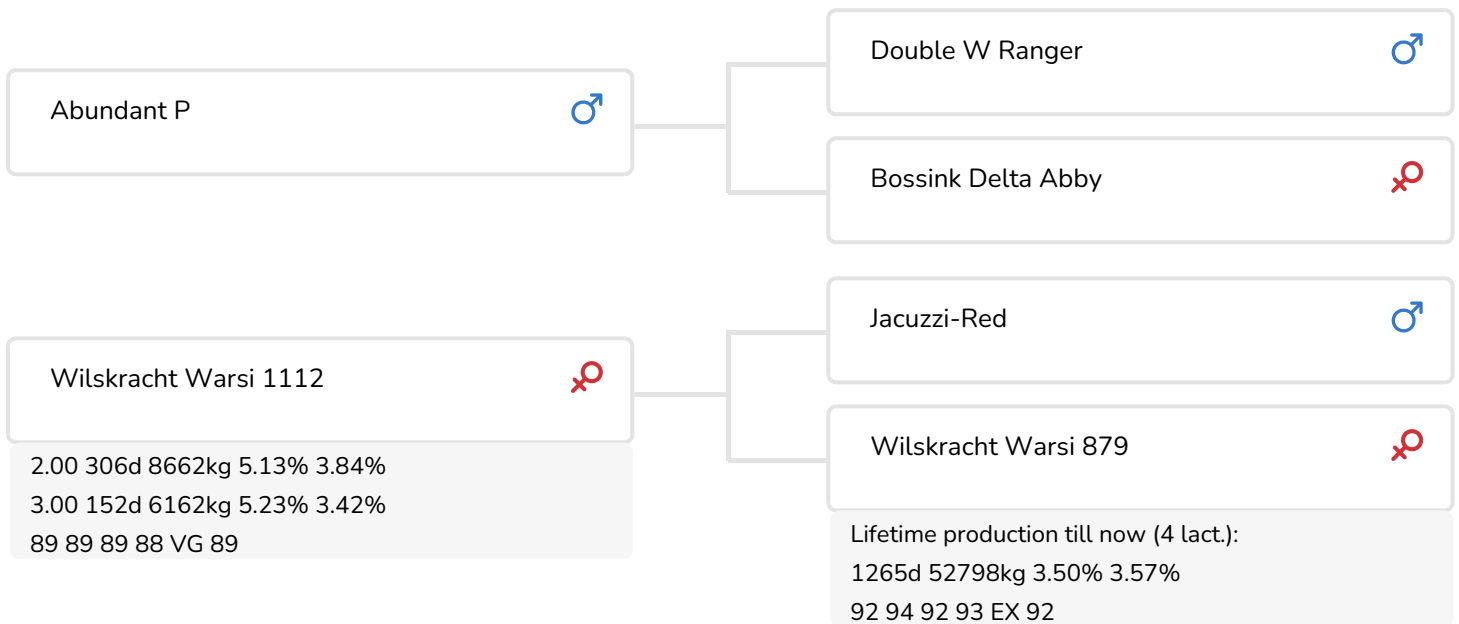 Double W Ranger
Abundant P
Bossink Delta Abby
Jacuzzi-Red
Wilskracht Warsi 1112
2.00 306d 8662kg 5.13% 3.84%
3.00 152d 6162kg 5.23% 3.42%
89 89 89 88 VG 89
Wilskracht Warsi 879
Lifetime production till now (4 lact.):
1265d 52798kg 3.50% 3.57%
92 94 92 93 EX 92